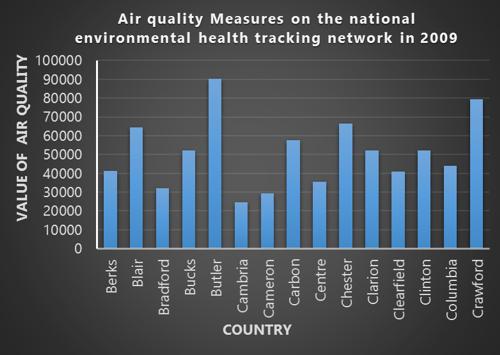 Air quality Measures on the national
environmental health tracking network in 2009
VALUE OF AIR QUALITY
100000
90000
80000
70000
60000
50000
40000
30000
20000
10000
0
Berks
Blair
Bradford
Bucks
Butler
Cambria
Cameron
Carbon
Centre
Chester
Clarion
Clearfield
Clinton
Columbia
Crawford
COUNTRY